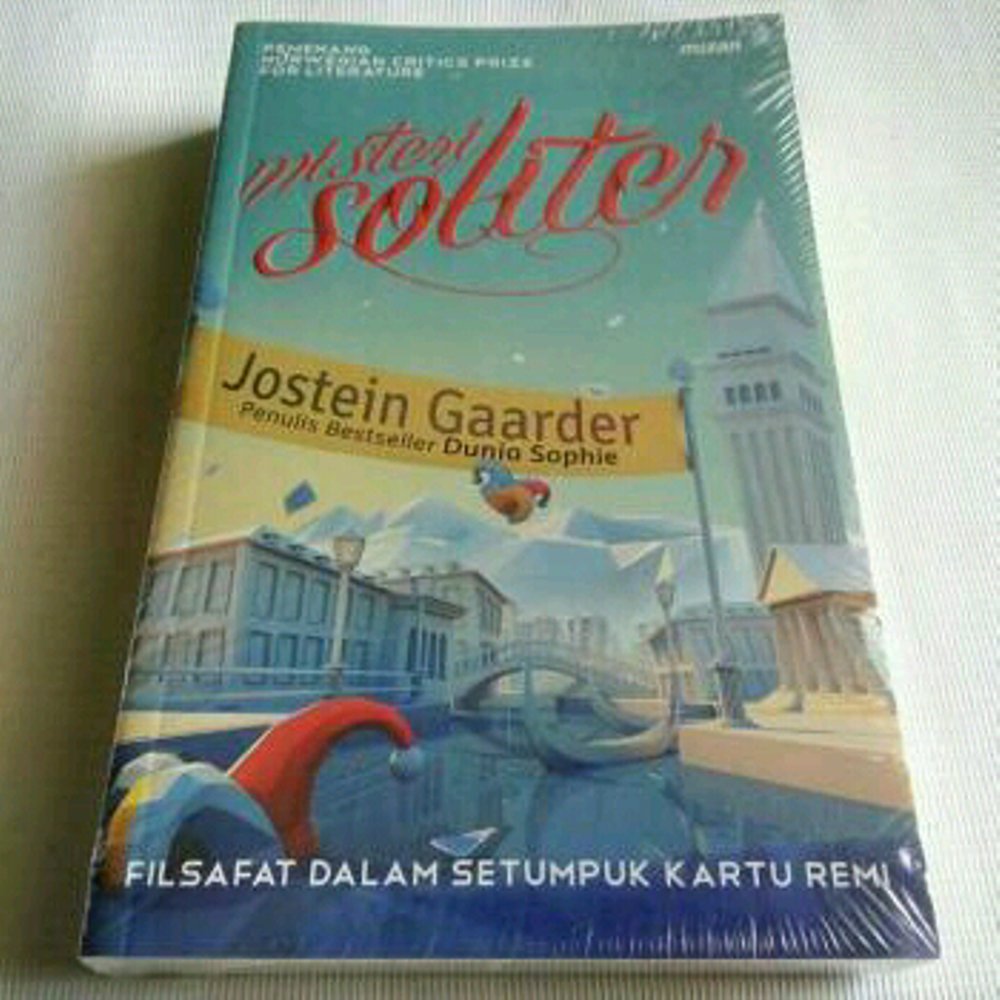 PEMENANG
NORWEGIAN CRITICS PRIZE
FOR LITERATURE
mizan
misteri
soliter
Jostein Gaarder
Penulis Bestseller Dunia Sophie
FILSAFAT DALAM SETUMPUK KARTU REMI